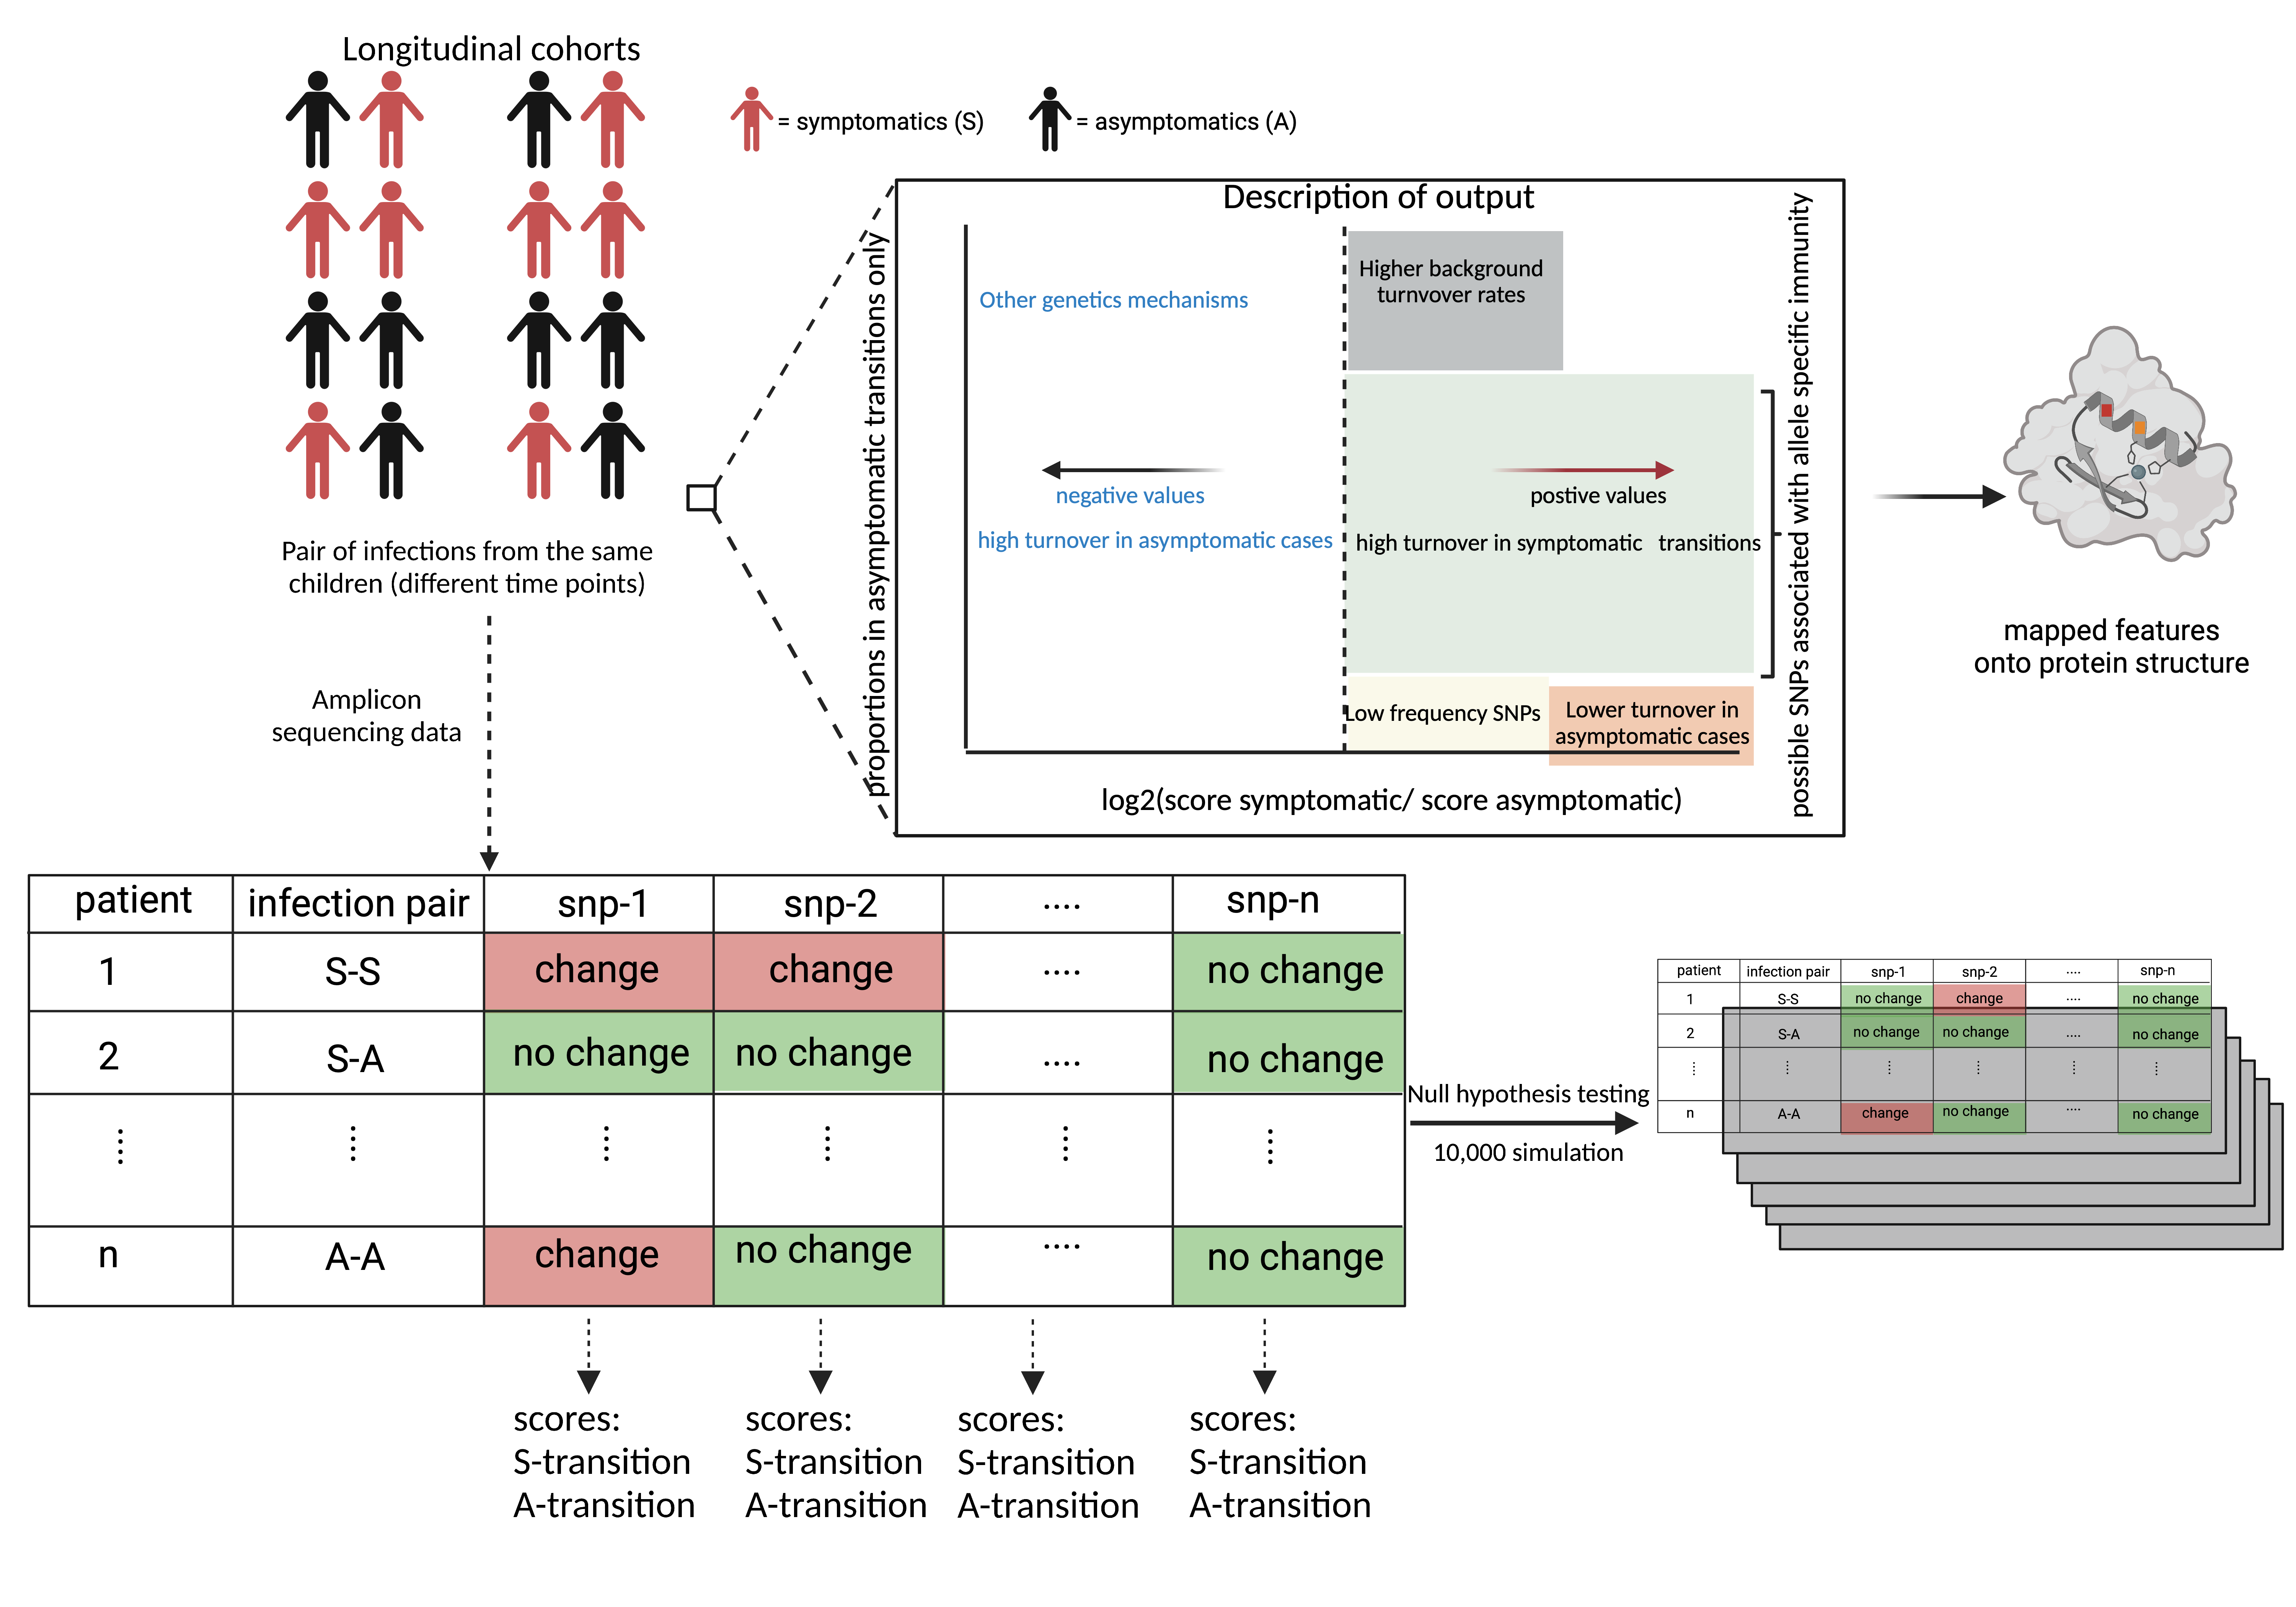 Longitudinal cohorts
= symptomatics (S)
= asymptomatics (A)
Pair of infections from the same
children (different time points)
Amplicon
sequencing data
Description of output
proportions in asymptomatic transitions only
Other genetics mechanisms
Higher background
turnvover rates
negative values
high turnover in asymptomatic cases
postive values
high turnover in symptomatic transitions
Low frequency SNPs
Lower turnover in
asymptomatic cases
log2(score symptomatic/ score asymptomatic)
possible SNPs associated with allele specific immunity
mapped features
onto protein structure
patient infection pair snp-1 snp-2 .... snp-n
1 S-S change change .... no change
2 S-A no change no change .... no change
.... .... .... .... .... ....
n A-A change no change .... no change
scores:
S-transition
A-transition
scores:
S-transition
A-transition
scores:
S-transition
A-transition
scores:
S-transition
A-transition
Null hypothesis testing
10,000 simulation
patient infection pair snp-1 snp-2 .... snp-n
1 S-S no change change .... no change
2 S-A no change no change .... no change
.... .... .... .... .... ....
n A-A change no change .... no change